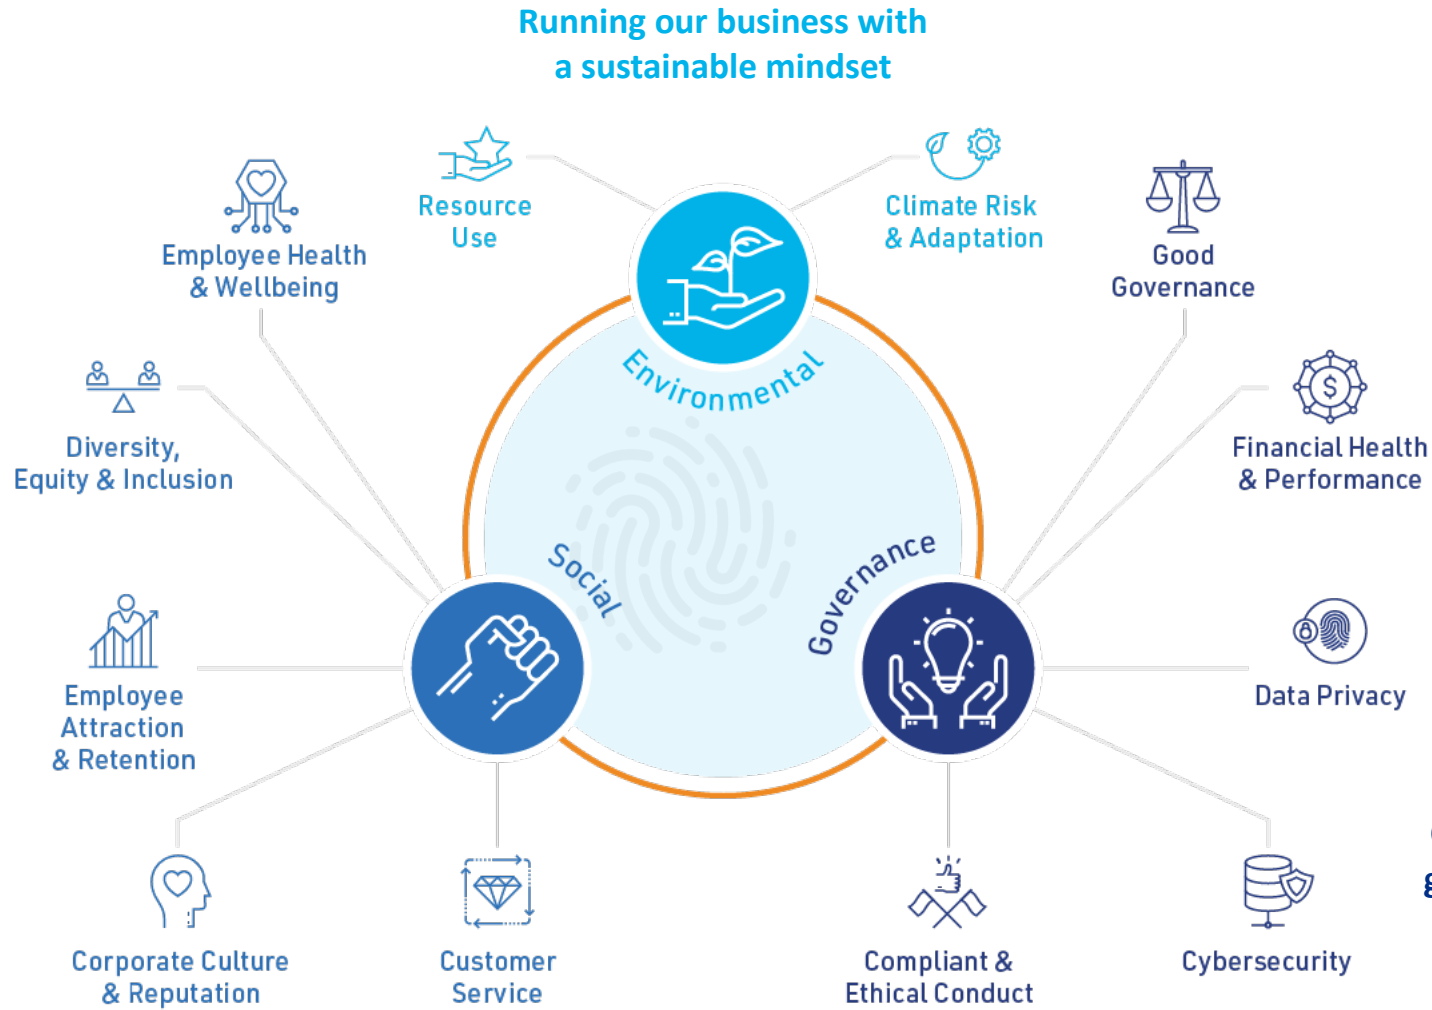 Running our business with
a sustainable mindset
Resource
Use
Climate Risk
& Adaptation
Employee Health
& Wellbeing
Good
Governance
Environmental
Diversity,
Equity & Inclusion
Financial Health
& Performance
Social
Governance
Employee
Attraction
& Retention
Data Privacy
$
Corporate Culture
& Reputation
Customer
Service
Compliant &
Ethical Conduct
Cybersecurity